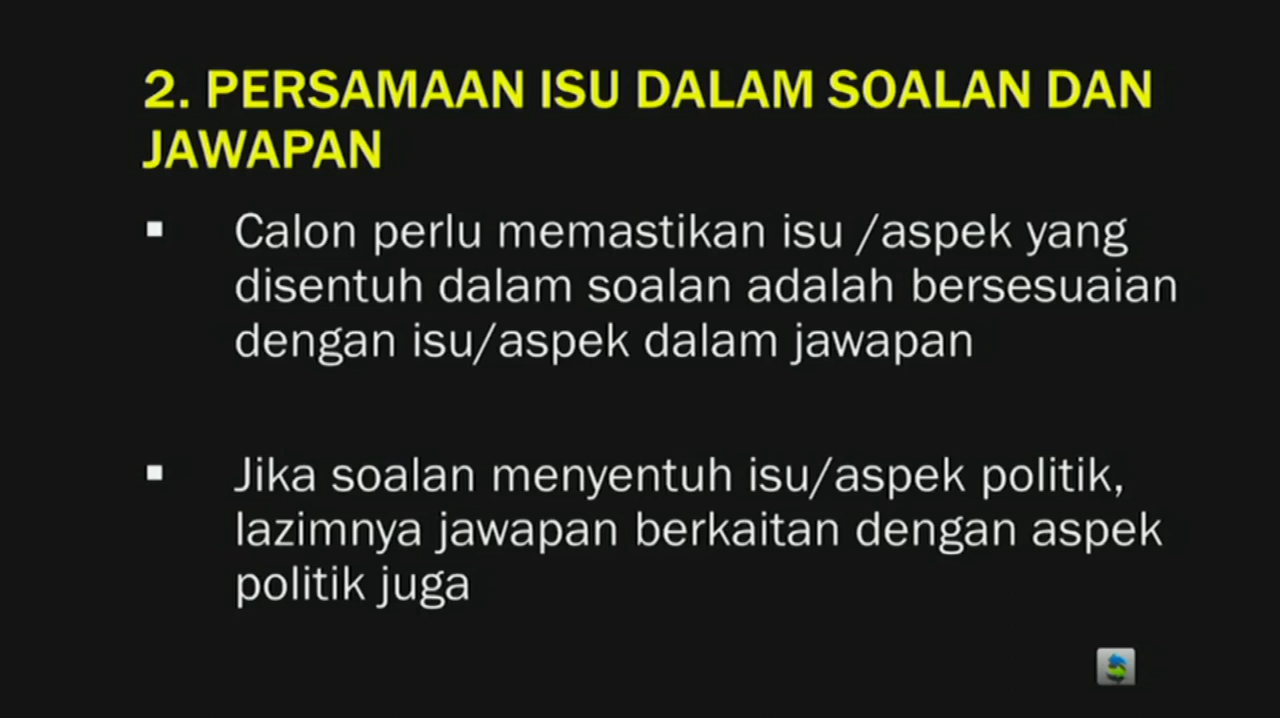 2. PERSAMAAN ISU DALAM SOALAN DAN
JAWAPAN
▪ Calon perlu memastikan isu /aspek yang
disentuh dalam soalan adalah bersesuaian
dengan isu/aspek dalam jawapan
▪ Jika soalan menyentuh isu/aspek politik,
lazimnya jawapan berkaitan dengan aspek
politik juga